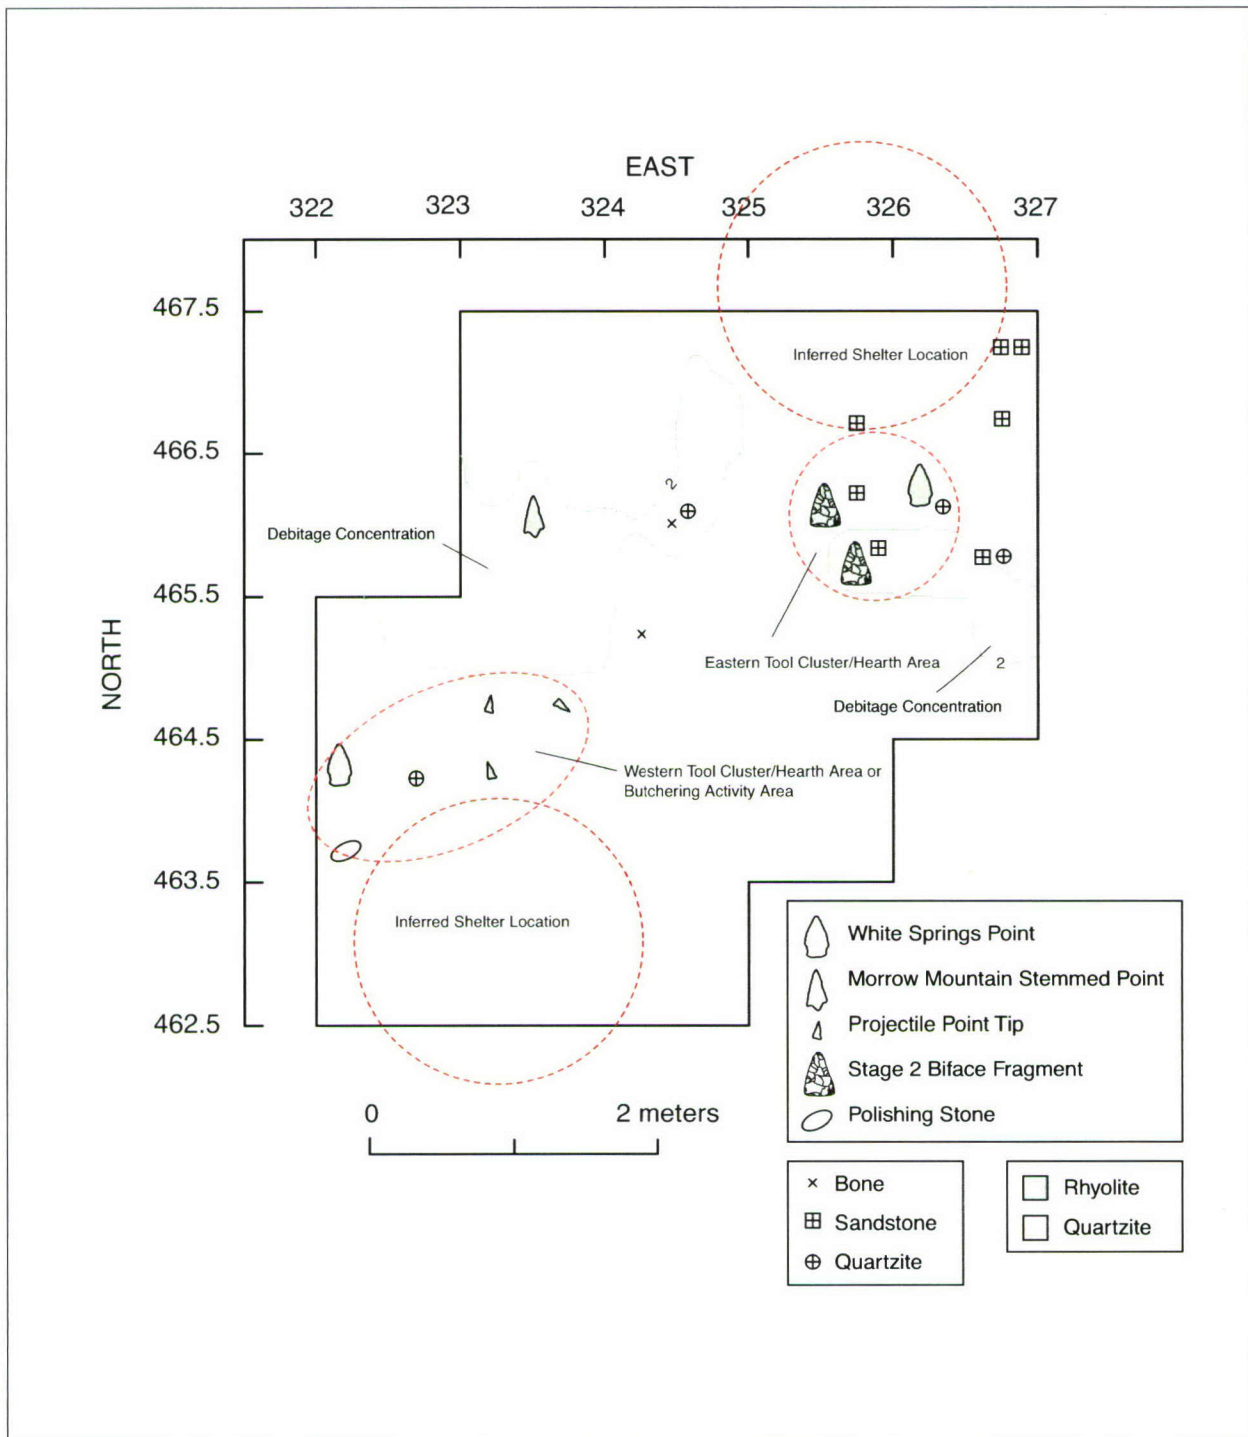 EAST
322 323 324 325 326 327
467.5
Inferred Shelter Location
466.5
2
Debitage Concentration
465.5
NORTH
Eastern Tool Cluster/Hearth Area
2
Debitage Concentration
464.5
Western Tool Cluster/Hearth Area or
Butchering Activity Area
463.5
Inferred Shelter Location
462.5
0 2 meters
White Springs Point
Morrow Mountain Stemmed Point
Projectile Point Tip
Stage 2 Biface Fragment
Polishing Stone
Bone
Sandstone
Quartzite
Rhyolite
Quartzite